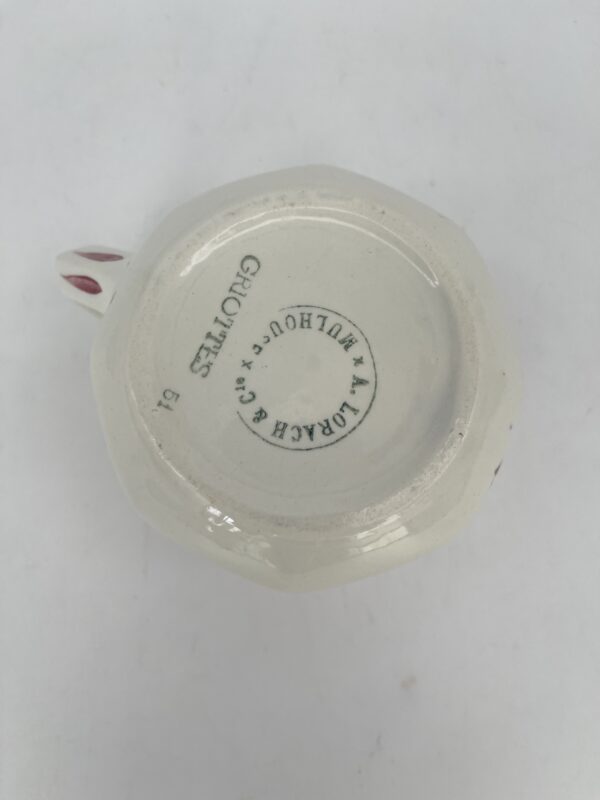 GRIOTTES
A. LORACH & Cie
x MULHOUSE x
51